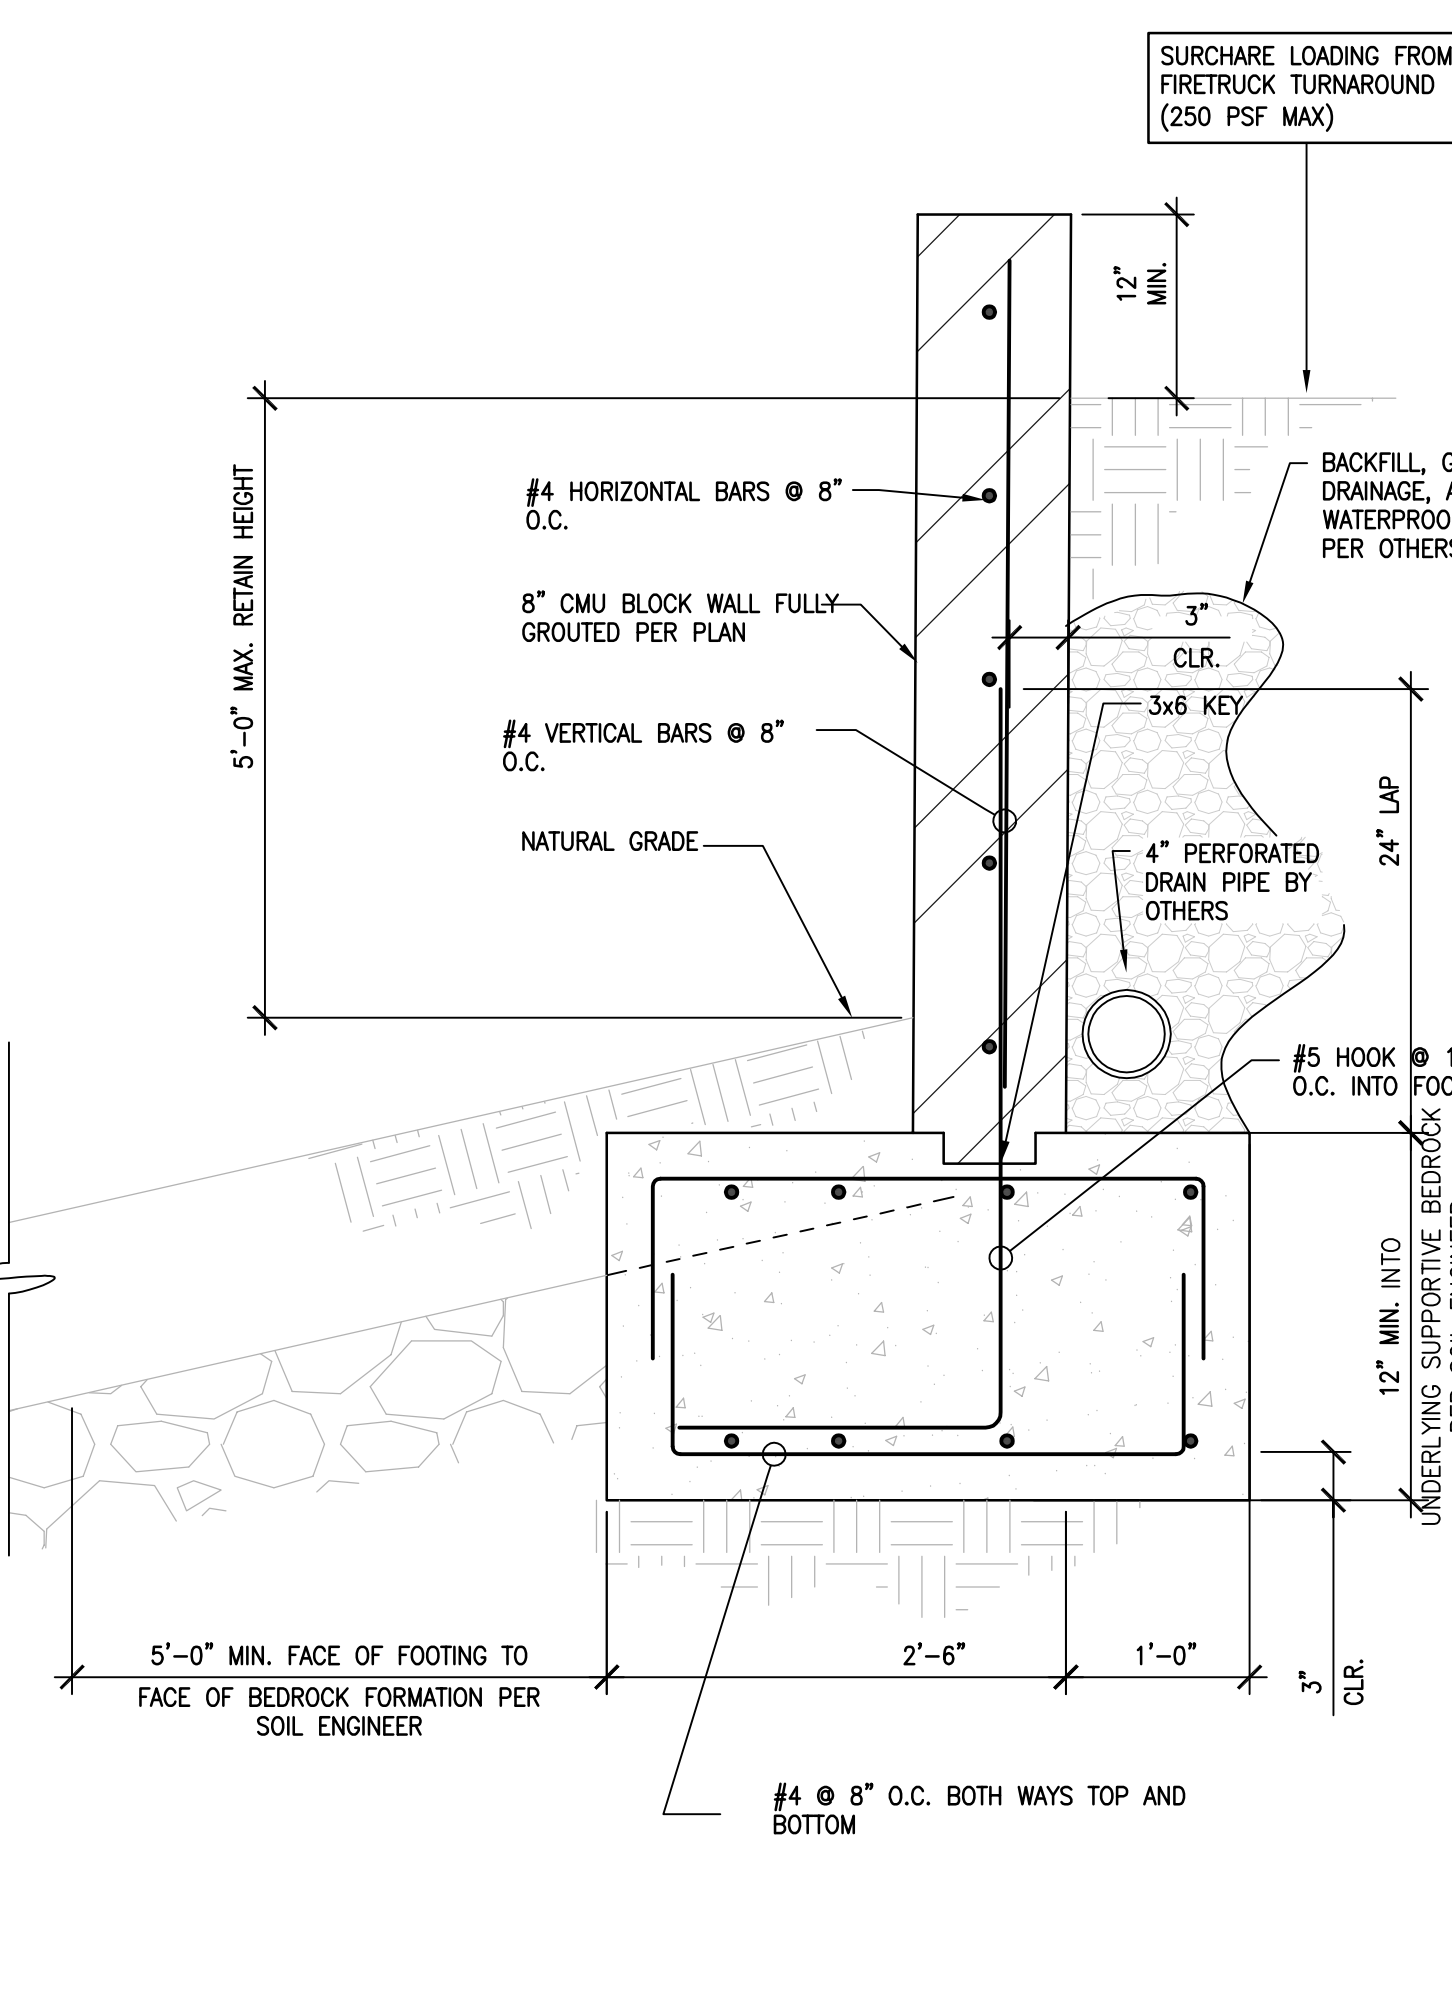 SURCHARE LOADING FROM
FIRETRUCK TURNAROUND
(250 PSF MAX)
12"
MIN.
5'-0" MAX. RETAIN HEIGHT
#4 HORIZONTAL BARS @ 8"
O.C.
BACKFILL,
DRAINAGE,
PER OTHERS
8" CMU BLOCK WALL FULLY
GROUTED PER PLAN
3"
CLR.
3x6 KEY
#4 VERTICAL BARS @ 8"
O.C.
24" LAP
NATURAL GRADE
4" PERFORATED
DRAIN PIPE BY
OTHERS
#5 HOOK @
O.C. INTO
12" MIN. INTO
UNDERLYING SUPPORTIVE BEDROCK
5'-0" MIN. FACE OF FOOTING TO
FACE OF BEDROCK FORMATION PER
SOIL ENGINEER
2'-6"
1'-0"
3"
CLR.
#4 @ 8" O.C. BOTH WAYS TOP AND
BOTTOM